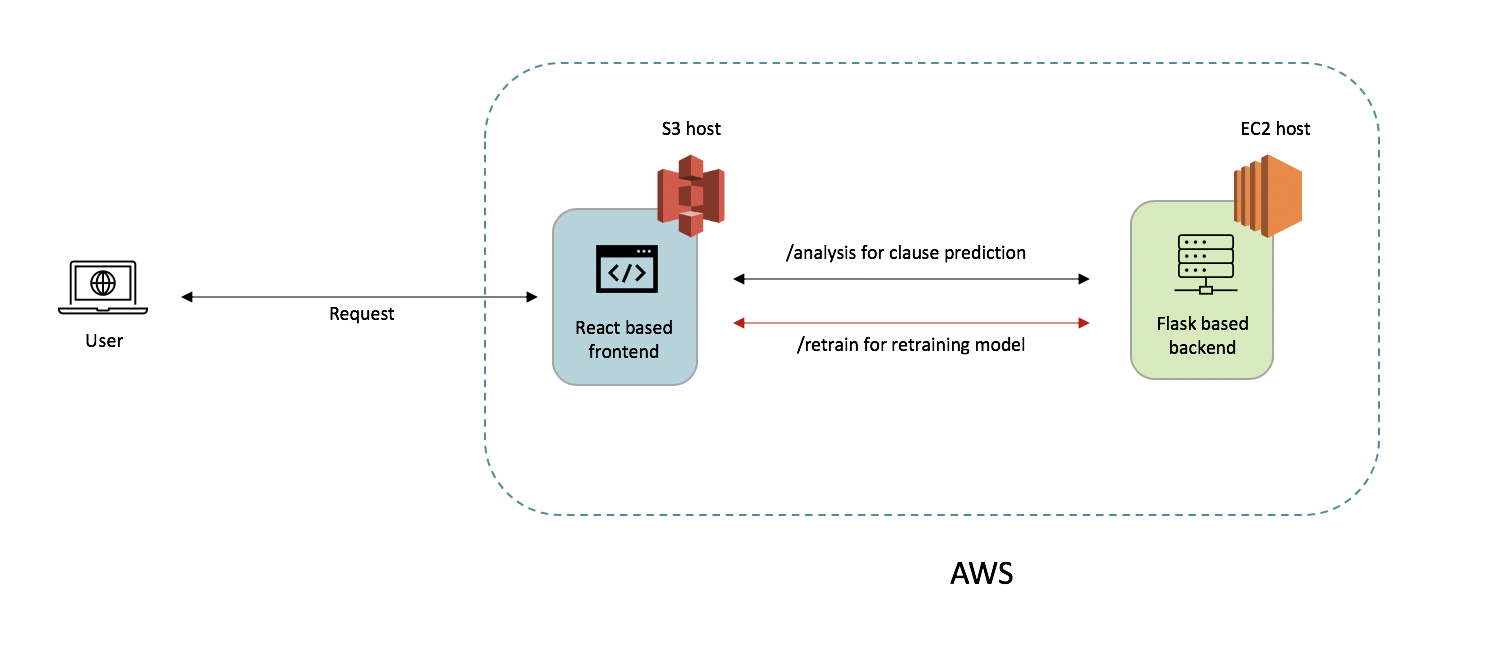 S3 host
EC2 host
/analysis for clause prediction
Request
User
React based
frontend
/retrain for retraining model
Flask based
backend
AWS